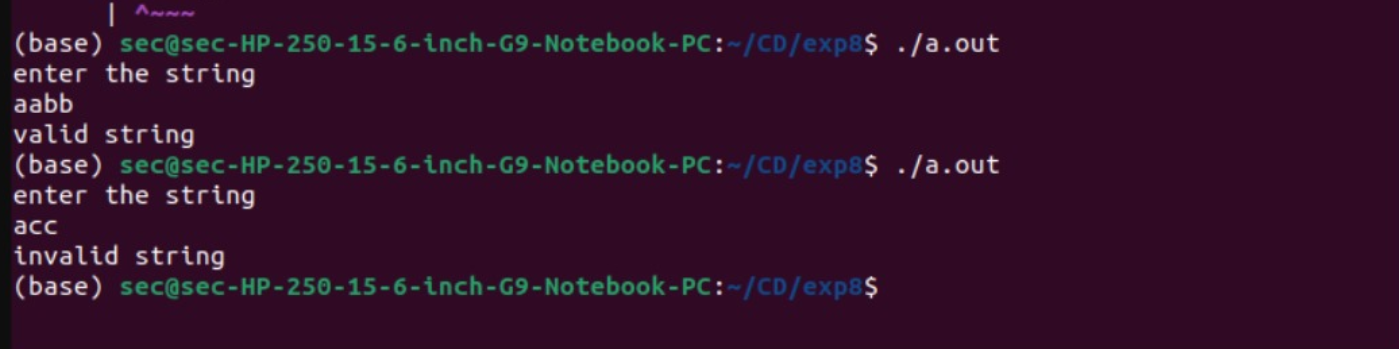 | ^~~~
(base) sec@sec-HP-250-15-6-inch-G9-Notebook-PC:~/CD/exp8$ ./a.out
enter the string
aabb
valid string
(base) sec@sec-HP-250-15-6-inch-G9-Notebook-PC:~/CD/exp8$ ./a.out
enter the string
acc
invalid string
(base) sec@sec-HP-250-15-6-inch-G9-Notebook-PC:~/CD/exp8$